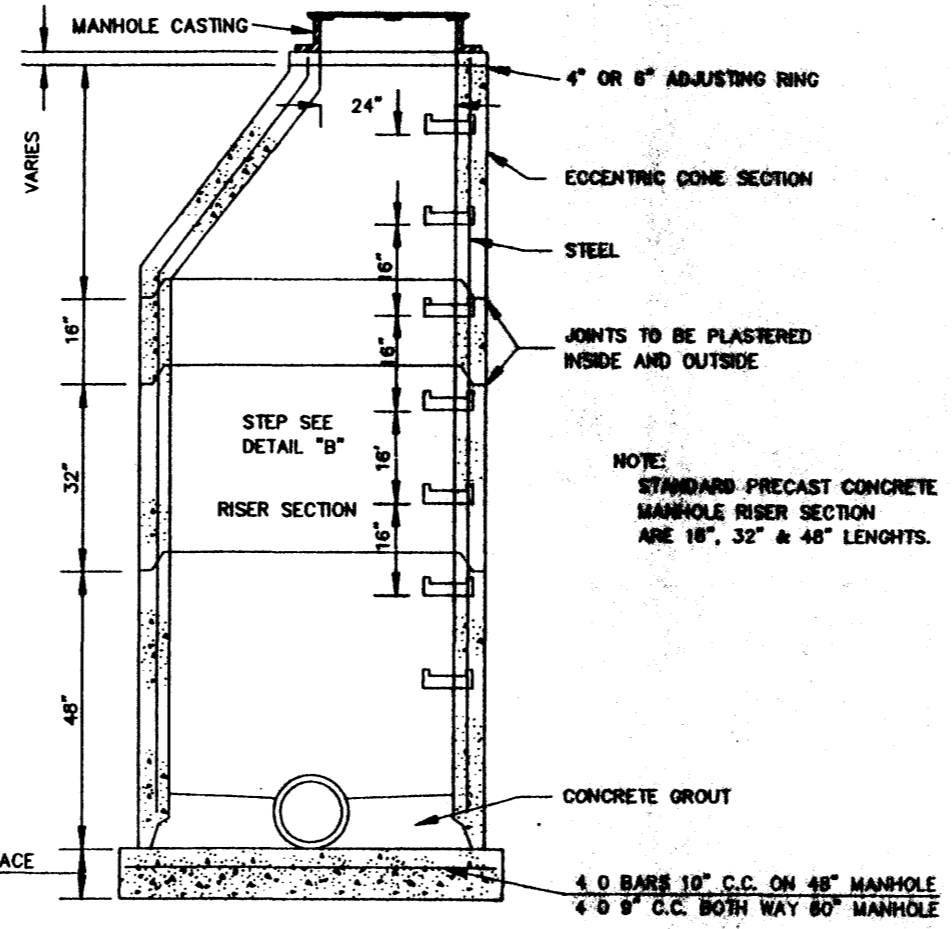 MANHOLE CASTING
4" OR 6" ADJUSTING RING
24"
VARIES
ECCENTRIC CONE SECTION
STEEL
16"
16"
JOINTS TO BE PLASTERED
INSIDE AND OUTSIDE
16"
STEP SEE
DETAIL "B"
32"
16'
NOTE:
STANDARD PRECAST CONCRETE
MANHOLE RISER SECTION
ARE 16", 32" & 48" LENGHTS.
RISER SECTION
16"
48"
CONCRETE GROUT
ACE
4 0 BARS 10" C.C. ON 48" MANHOLE
4 0 9" C.C. BOTH WAY 60" MANHOLE